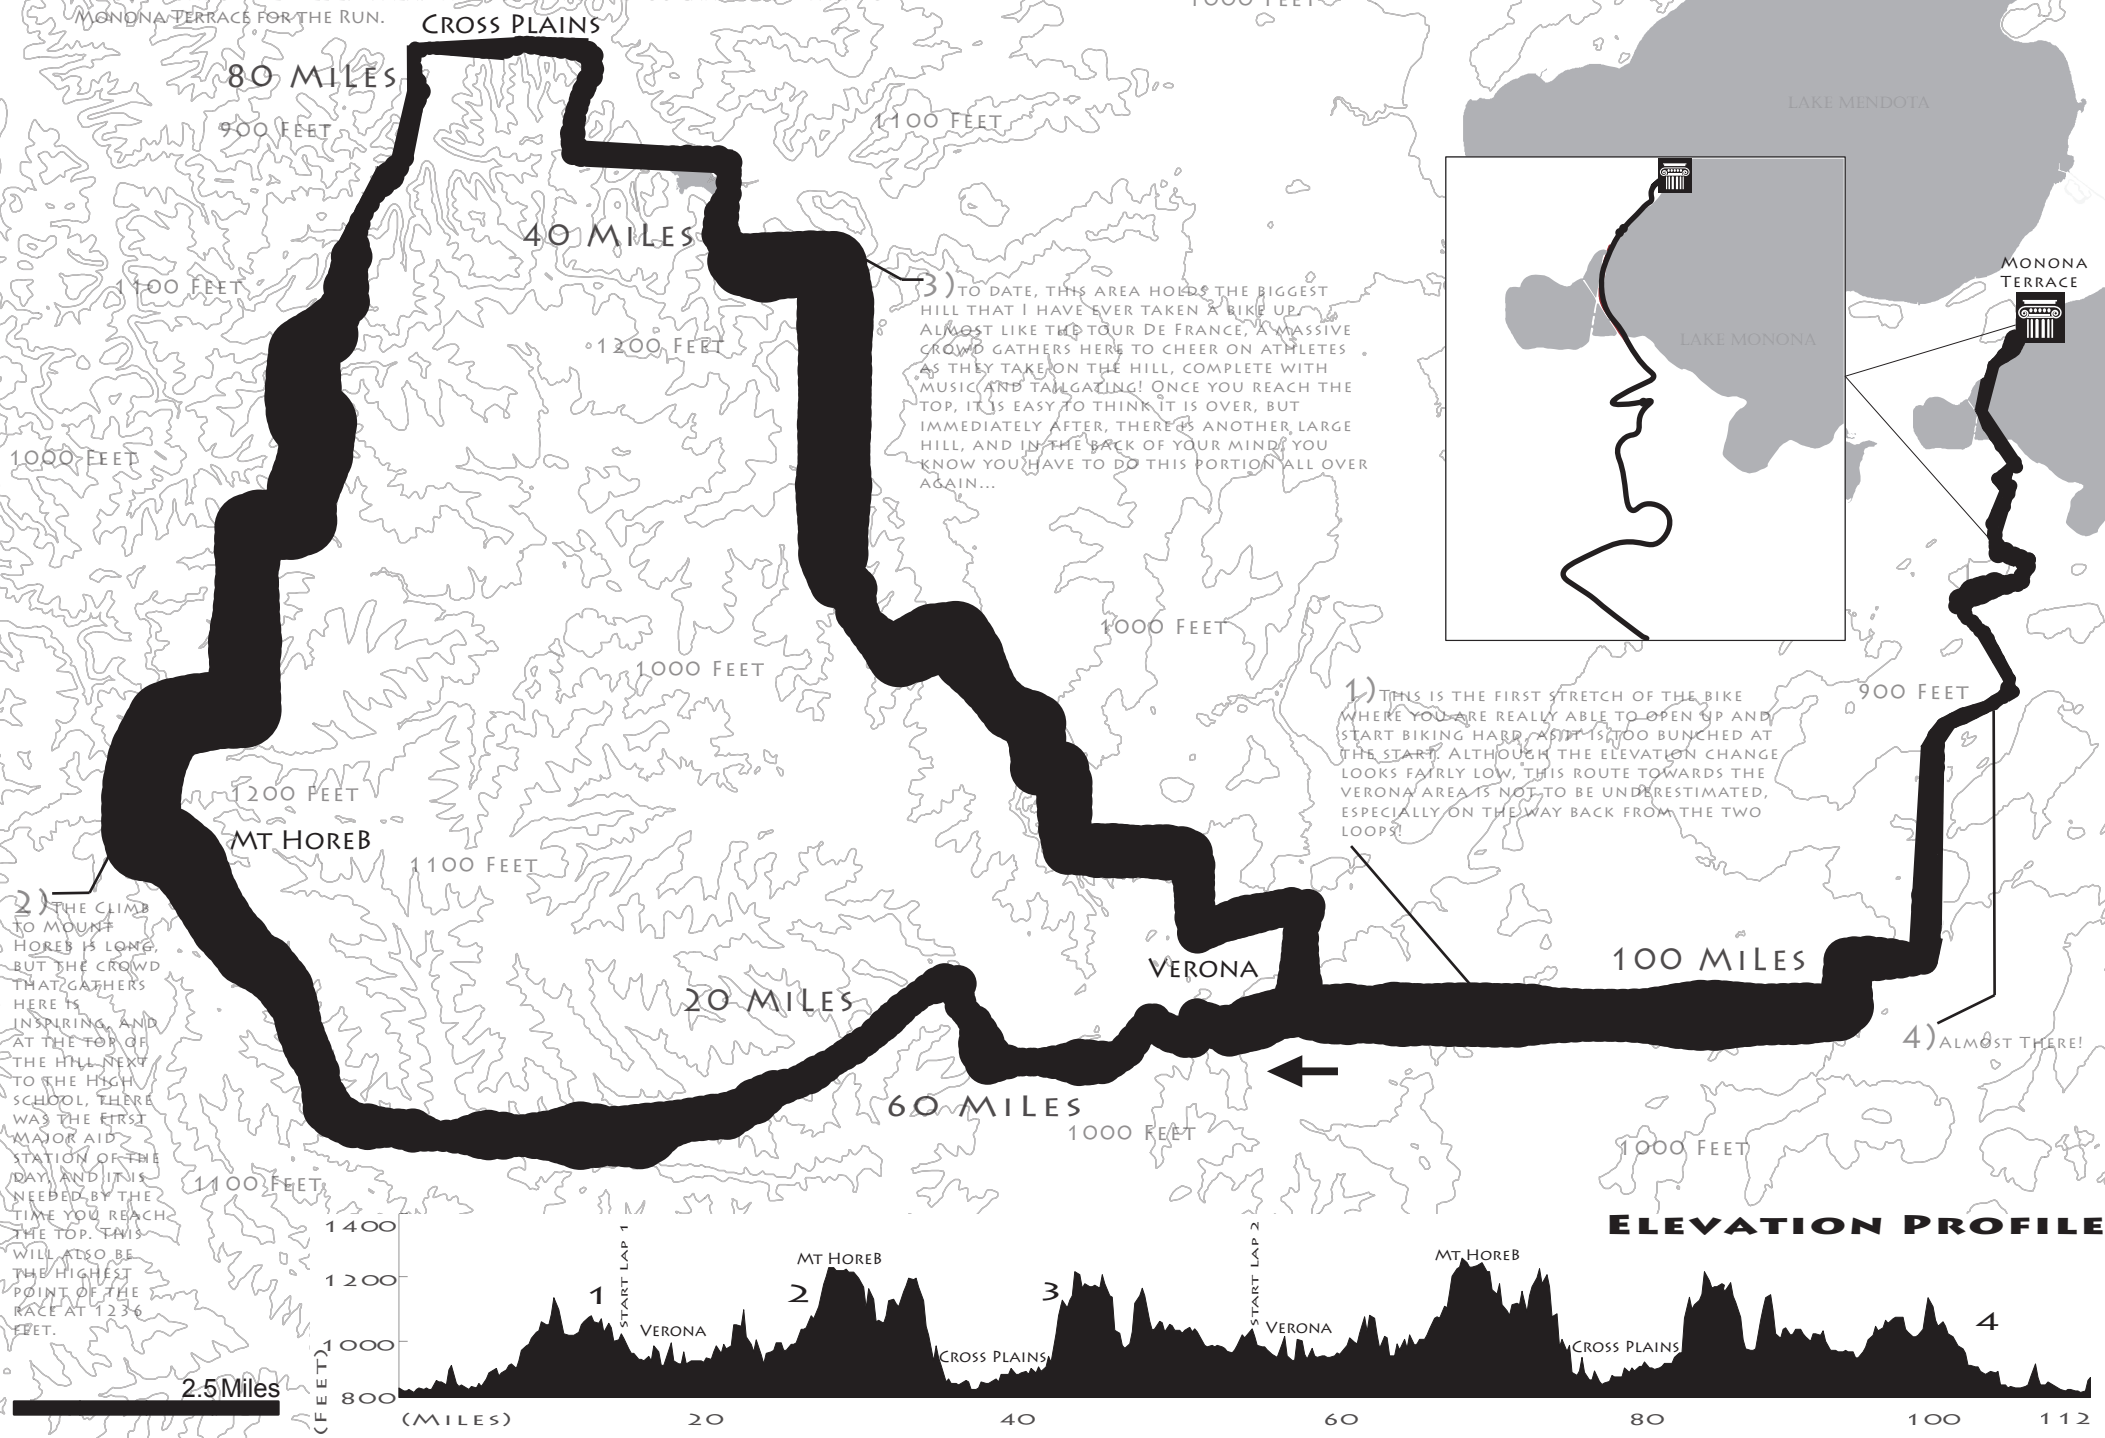 Monona Terrace for the Run.
Cross Plains
1000 Feet
80 Miles
900 Feet
1100 Feet
Lake Mendota
40 Miles
Monona
Terrace
1100 Feet
1200 Feet
Lake Monona
3) To date, this area holds the biggest
hill that I have ever taken a bike up.
Almost like the Tour De France, a massive
crowd gathers here to cheer on athletes
as they take on the hill, complete with
music and tailgating! Once you reach the
top, it is easy to think it is over, but
immediately after, there is another large
hill, and in the back of your mind, you
know you have to do this portion all over
again...
1000 Feet
1000 Feet
1000 Feet
900 Feet
1) This is the first stretch of the bike
where you are really able to open up and
start biking hard, as it is too bunched at
the start. Although the elevation change
looks fairly low, this route towards the
Verona area is not to be underestimated,
especially on the way back from the two
loops!
1200 Feet
Mt Horeb
1100 Feet
2) The Climb
to Mount
Horeb is long,
but the crowd
that gathers
here is
inspiring, and
at the top of
the hill next
to the High
School, there
was the first
major aid
station of the
day, and it is
needed by the
time you reach
the top. This
will also be
the highest
point of the
race at 1236
feet.
Verona
100 Miles
20 Miles
4) Almost There!
60 Miles
1000 Feet
1000 Feet
1100 Feet
2.5 Miles
Elevation Profile
1400
1200
1000
800
(Feet)
1
Start Lap 1
Verona
2
Mt Horeb
Cross Plains
3
Start Lap 2
Verona
Mt Horeb
Cross Plains
4
(Miles)
20
40
60
80
100
112